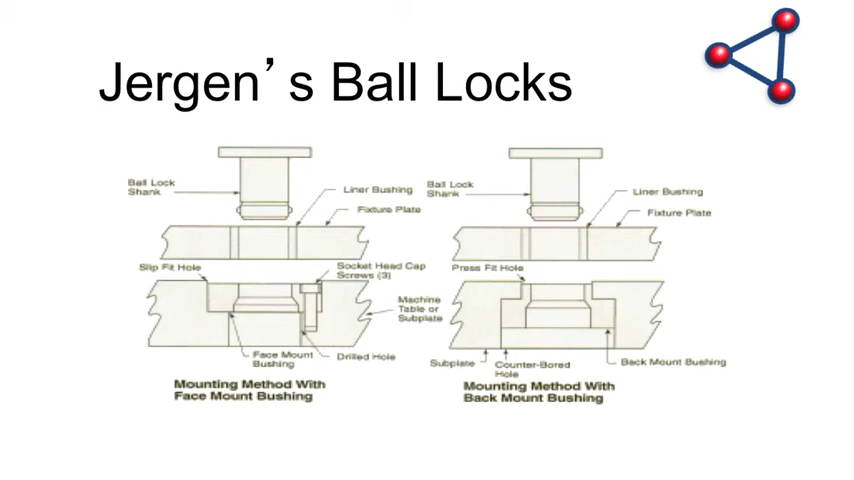 Jergen’s Ball Locks
Ball Lock
Shank
Liner Bushing
Fixture Plate
Slip Fit Hole
Socket Head Cap
Screws (3)
Machine
Table or
Subplate
Face Mount
Bushing
Drilled Hole
Mounting Method With
Face Mount Bushing
Ball Lock
Shank
Liner Bushing
Fixture Plate
Press Fit Hole
Subplate
Counter-Bored
Hole
Back Mount Bushing
Mounting Method With
Back Mount Bushing